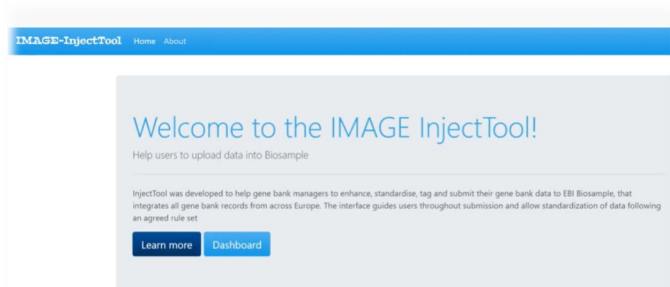 IMAGE-InjectTool Home About
Welcome to the IMAGE InjectTool!
Help users to upload data into Biosample
InjectTool was developed to help gene bank managers to enhance, standardise, tag and submit their gene bank data to EBI Biosample, that
integrates all gene bank records from across Europe. The interface guides users throughout submission and allow standardization of data following
an agreed rule set
Learn more Dashboard